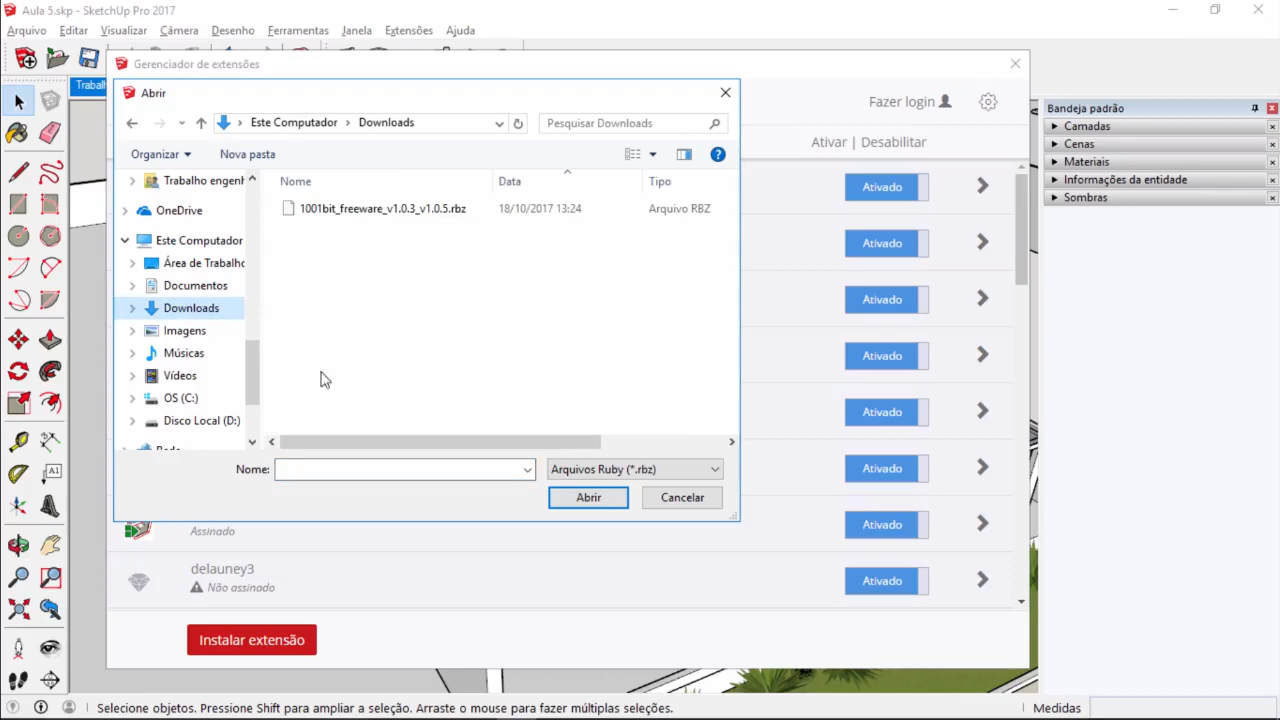 Aula 5.skp - SketchUp Pro 2017
Arquivo Editar Visualizar Câmera Desenho Ferramentas Janela Extensões Ajuda
Trabalh
Gerenciador de extensões
Abrir
Fazer login
Este Computador > Downloads
Pesquisar Downloads
Ativar | Desabilitar
Organizar
Nova pasta
Trabalho engenh
OneDrive
Este Computador
Área de Trabalho
Documentos
Downloads
Imagens
Músicas
Vídeos
OS (C:)
Disco Local (D:)
Rede
Nome Data Tipo
1001bit_freeware_v1.0.3_v1.0.5.rbz 18/10/2017 13:24 Arquivo RBZ
Nome:
Arquivos Ruby (*.rbz)
Abrir
Cancelar
Ativado
Ativado
Ativado
Ativado
Ativado
Ativado
Assinado
Ativado
delauney3
Não assinado
Ativado
Instalar extensão
Bandeja padrão
Camadas
Cenas
Materiais
Informações da entidade
Sombras
Selecione objetos. Pressione Shift para ampliar a seleção. Arraste o mouse para fazer múltiplas seleções.
Medidas